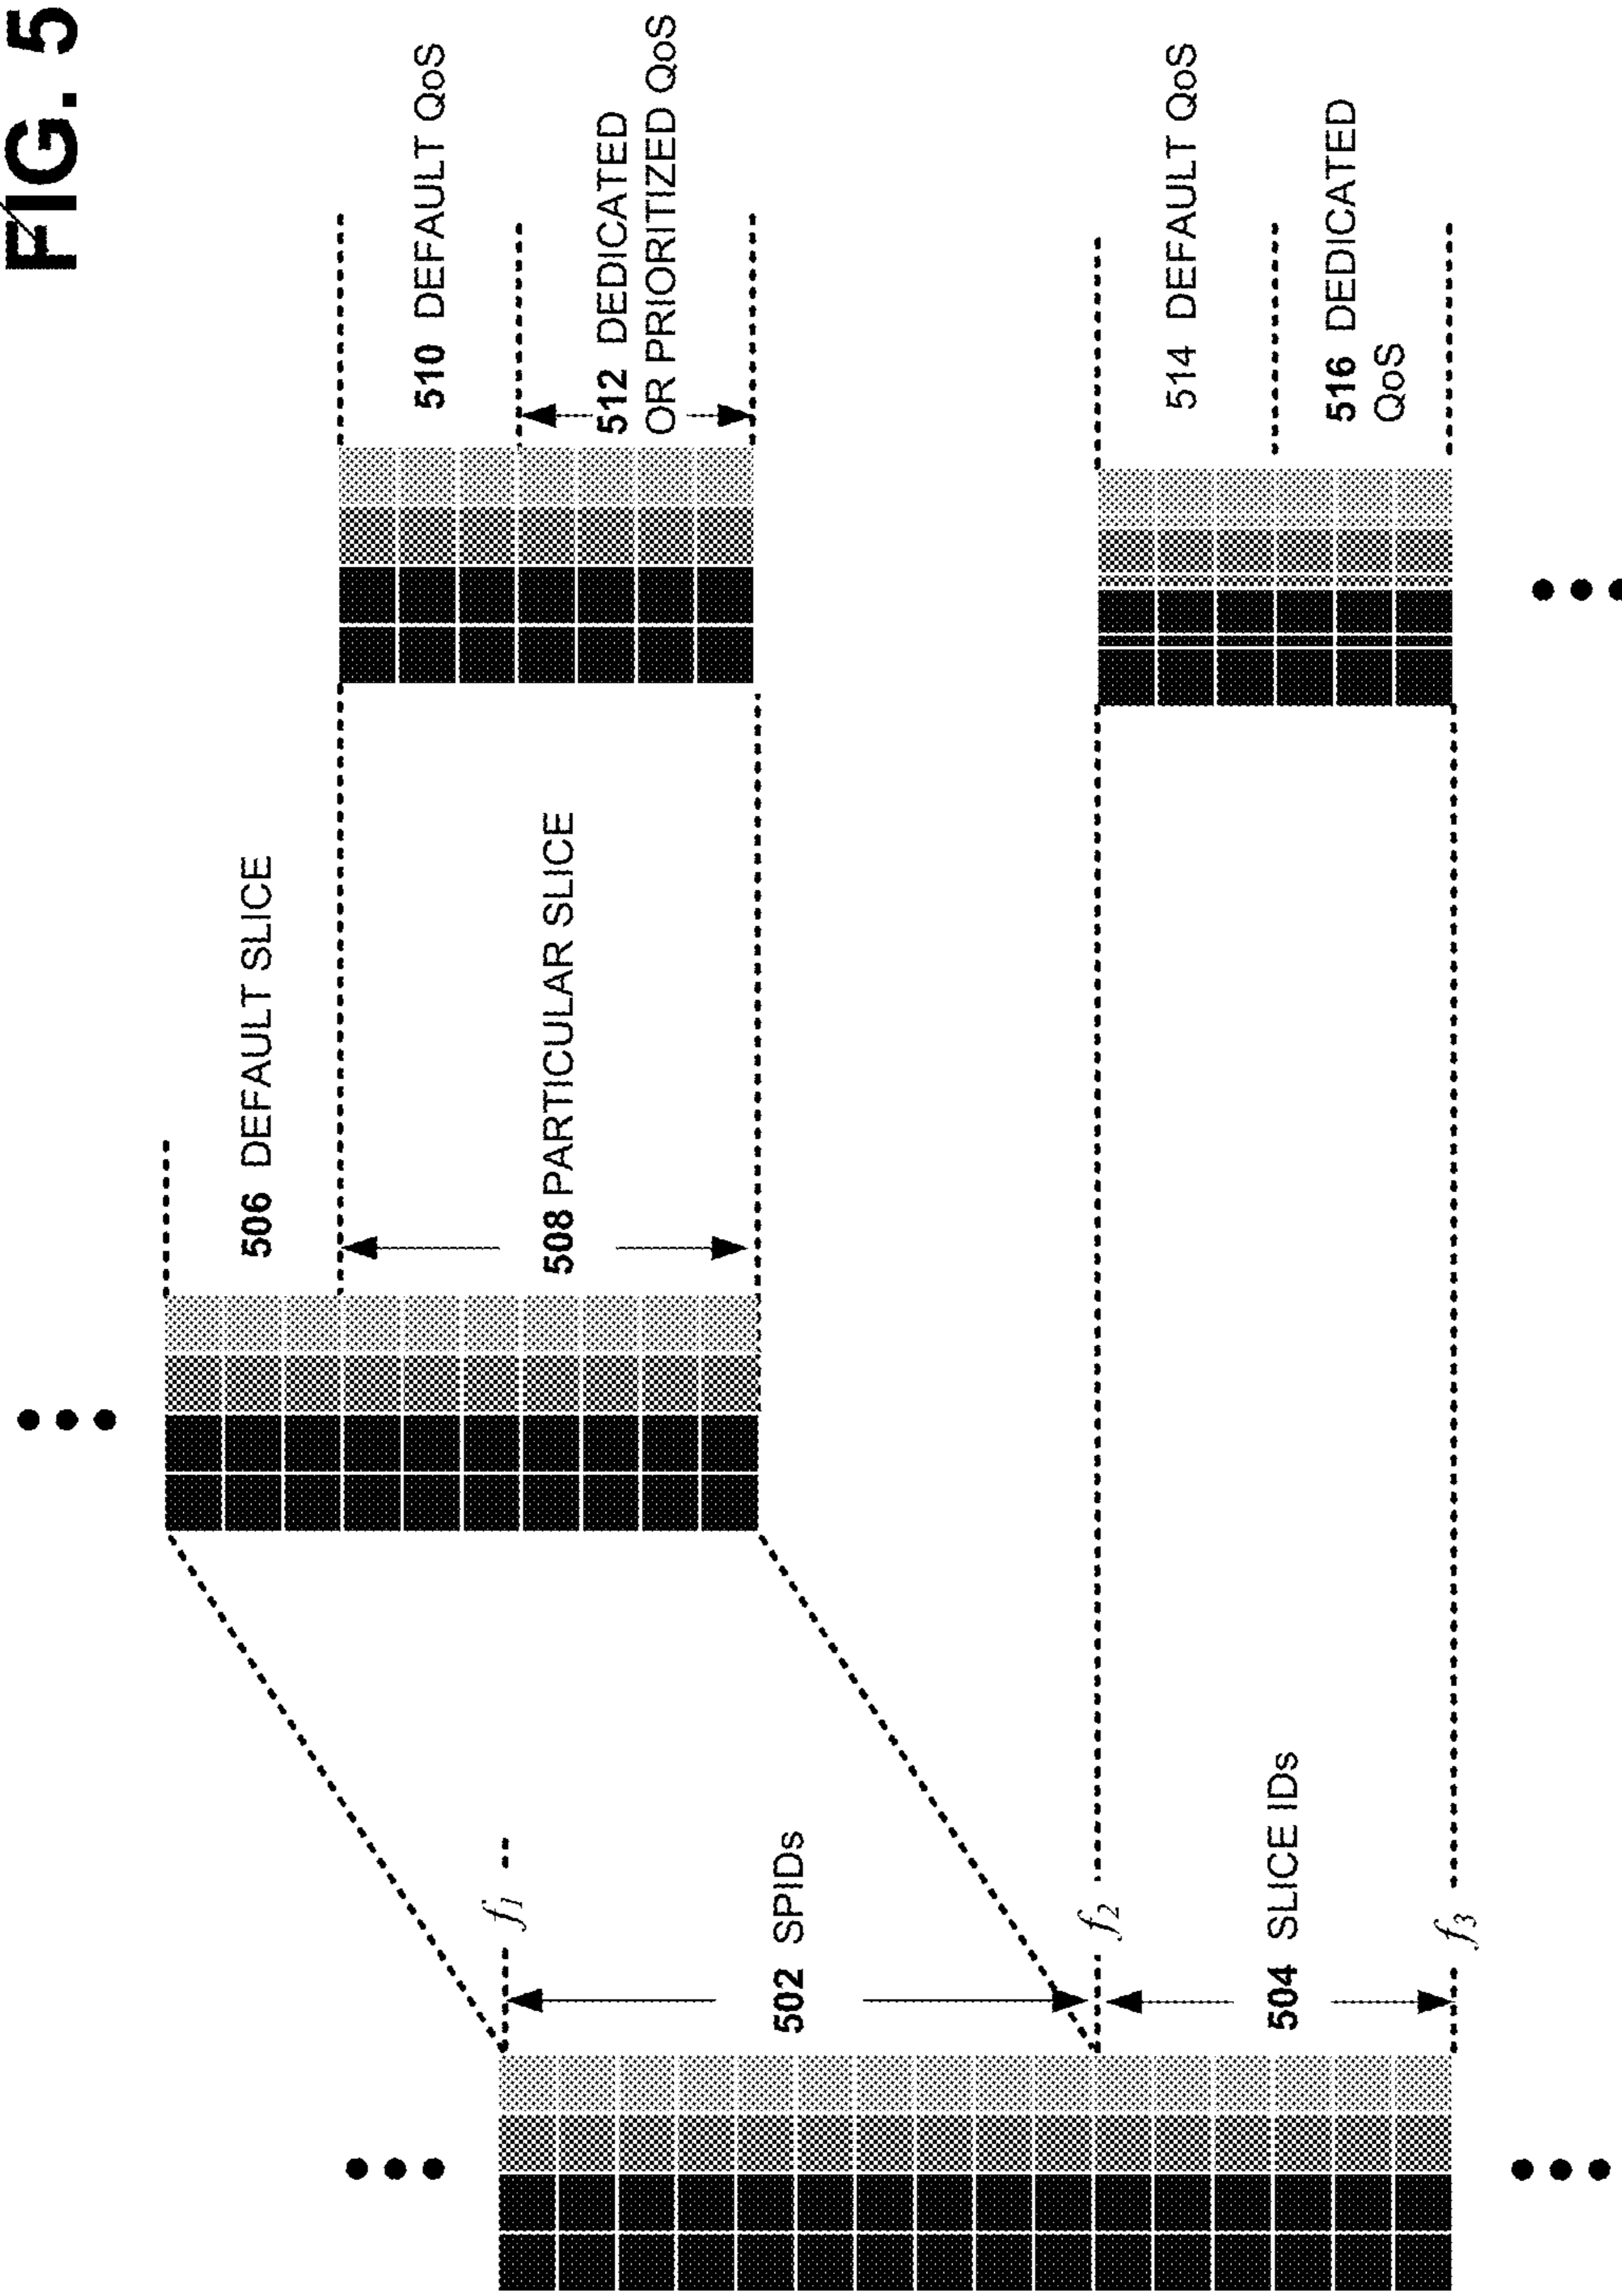 FIG. 5
506 DEFAULT SLICE
508 PARTICULAR SLICE
510 DEFAULT QoS
512 DEDICATED
OR PRIORITIZED QoS
f1
502 SPIDs
f2
504 SLICE IDs
f3
514 DEFAULT QoS
516 DEDICATED
QoS